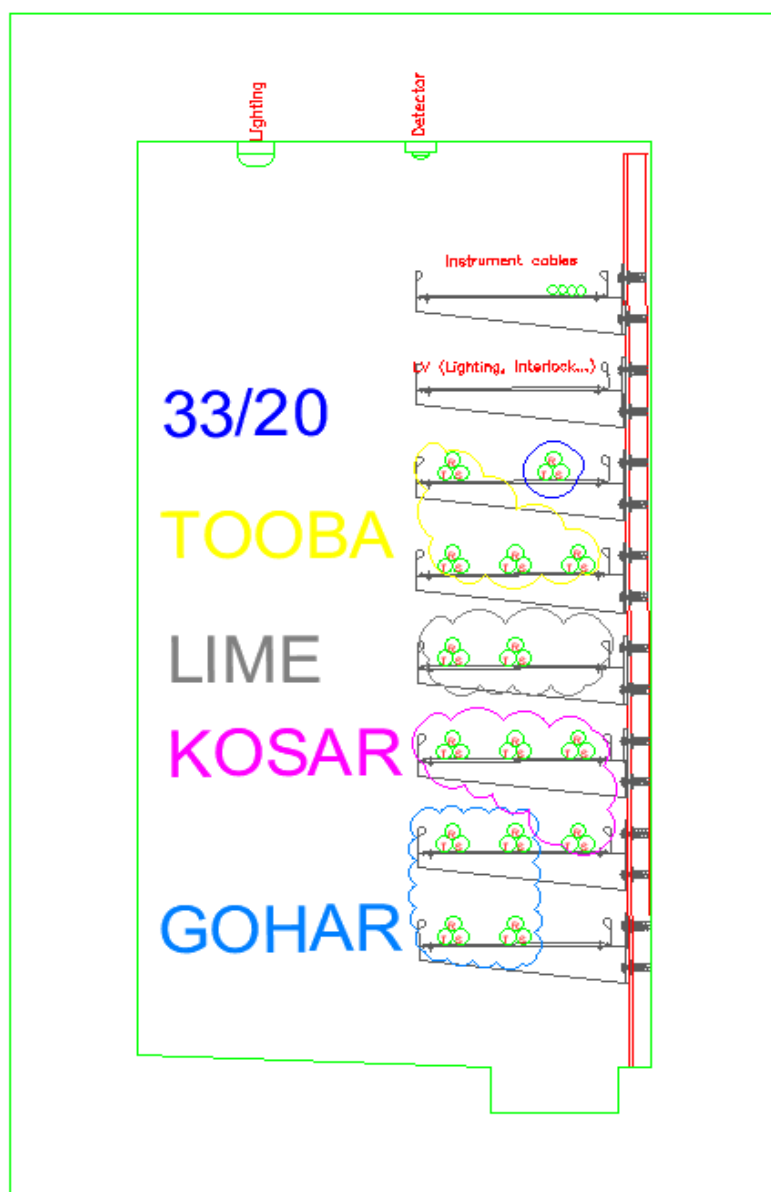 Lighting
Detector
Instrument cables
LV (Lighting, Interlock...)
33/20
R R
T S T S
TOOBA
R R R
T S T S T S
LIME
R R
T S T S
KOSAR
R R R
T S T S T S
R R R
T S T S T S
GOHAR
R R
T S T S